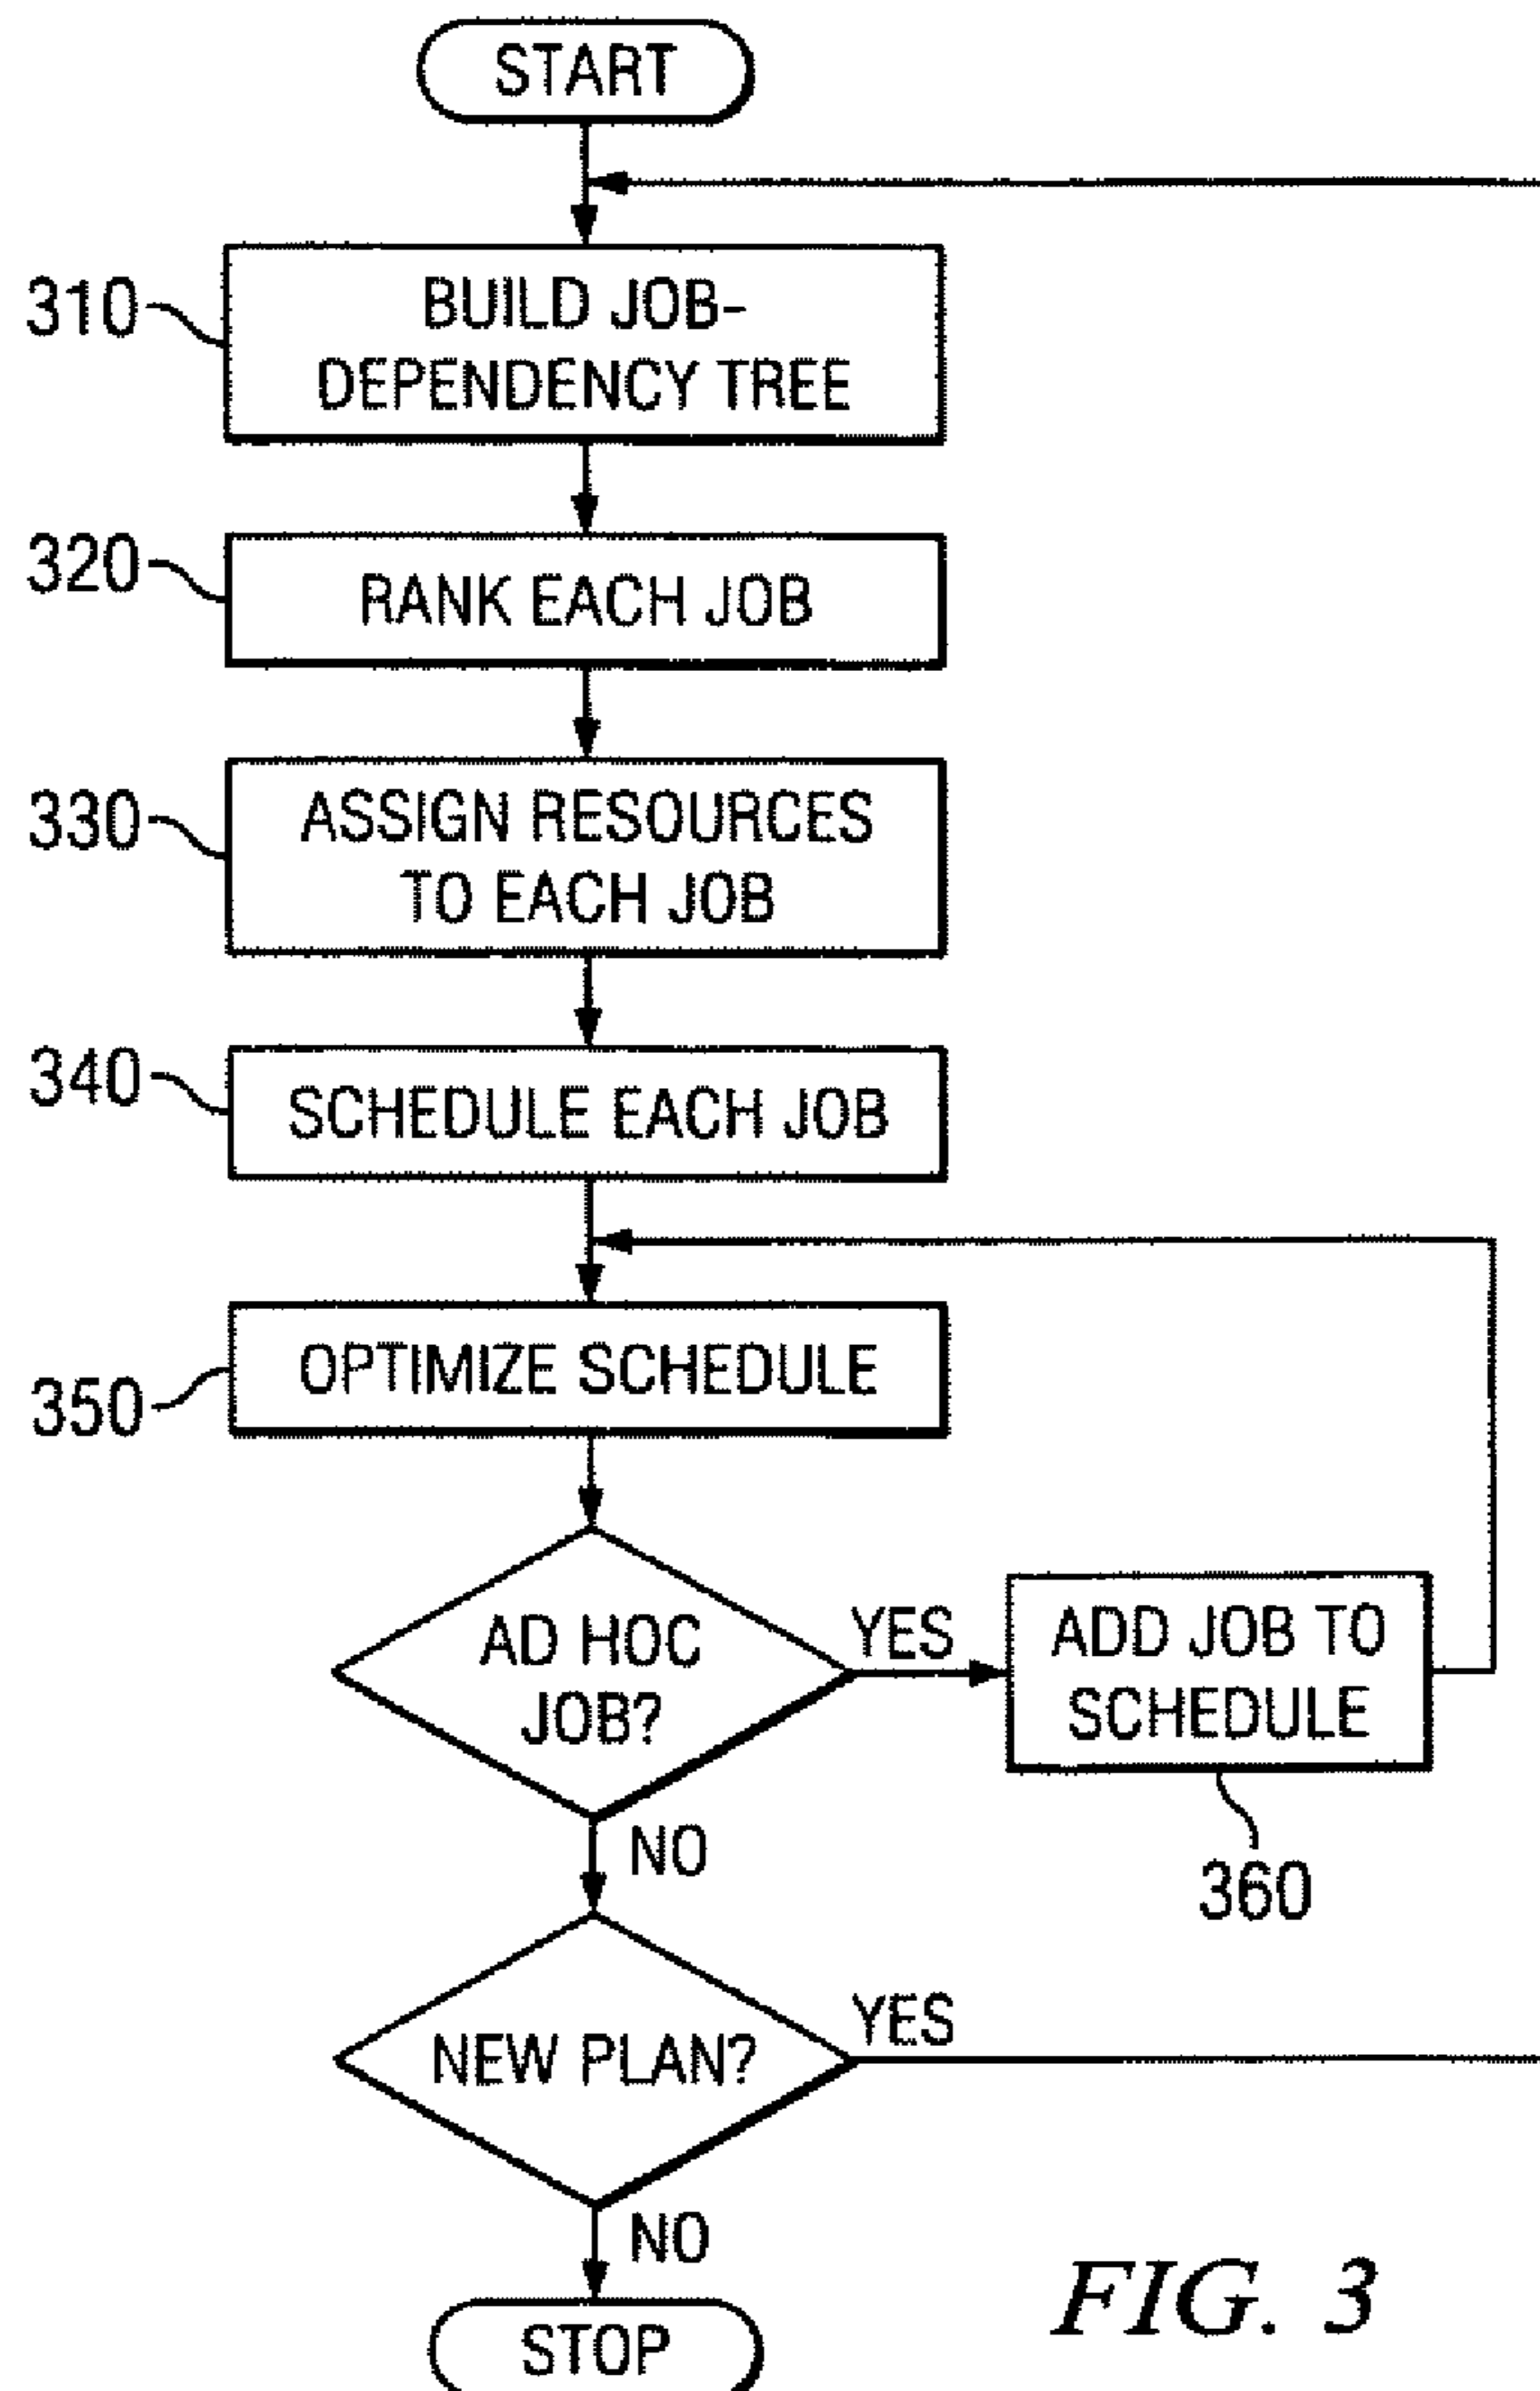 START
310
BUILD JOB-
DEPENDENCY TREE
320
RANK EACH JOB
330
ASSIGN RESOURCES
TO EACH JOB
340
SCHEDULE EACH JOB
350
OPTIMIZE SCHEDULE
AD HOC
JOB?
YES
ADD JOB TO
SCHEDULE
360
NO
NEW PLAN?
YES
NO
STOP
FIG. 3